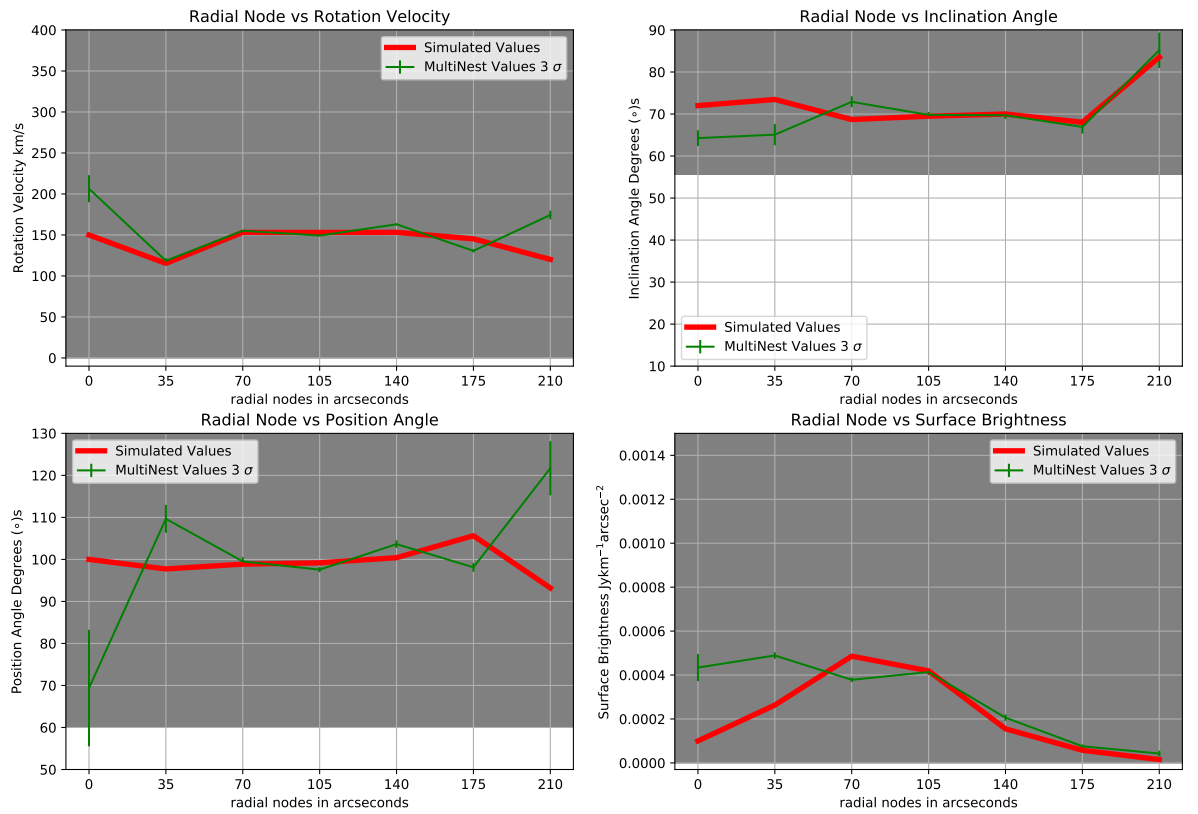 Radial Node vs Rotation Velocity
400
350
300
250
200
150
100
50
0
Rotation Velocity km/s
Simulated Values
MultiNest Values 3 σ
0 35 70 105 140 175 210
radial nodes in arcseconds
Radial Node vs Inclination Angle
90
80
70
60
50
40
30
20
10
Inclination Angle Degrees (∘)s
Simulated Values
MultiNest Values 3 σ
0 35 70 105 140 175 210
radial nodes in arcseconds
Radial Node vs Position Angle
130
120
110
100
90
80
70
60
50
Position Angle Degrees (∘)s
Simulated Values
MultiNest Values 3 σ
0 35 70 105 140 175 210
radial nodes in arcseconds
Radial Node vs Surface Brightness
0.0014
0.0012
0.0010
0.0008
0.0006
0.0004
0.0002
0.0000
Surface Brightness Jykm⁻¹arcsec⁻²
Simulated Values
MultiNest Values 3 σ
0 35 70 105 140 175 210
radial nodes in arcseconds